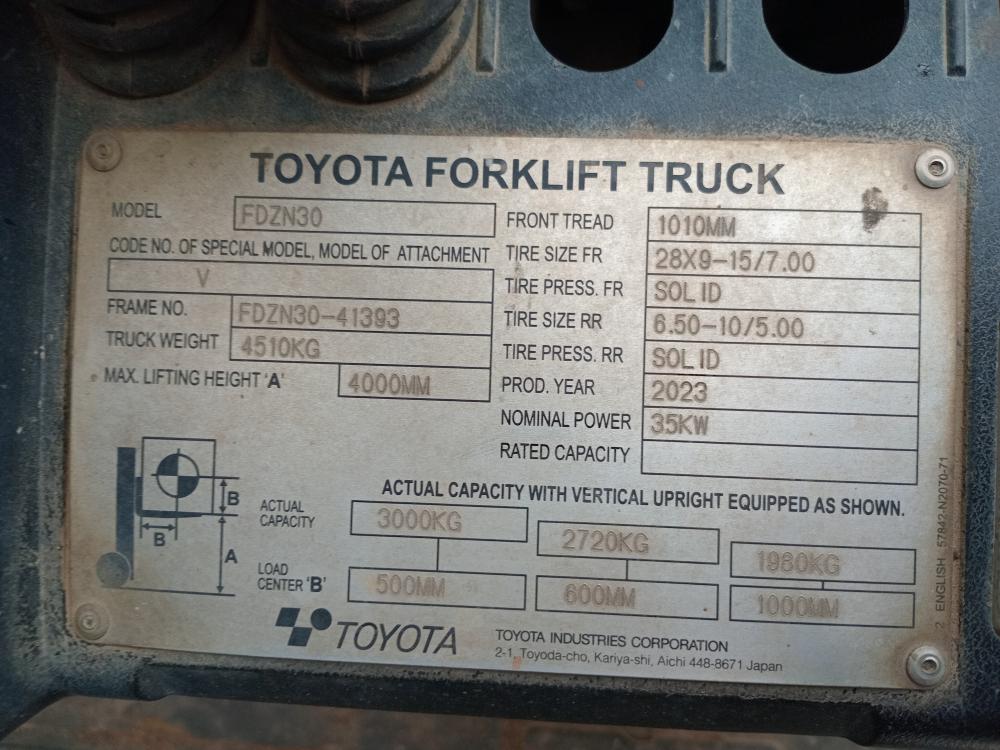 TOYOTA FORKLIFT TRUCK
MODEL FDZN30
CODE NO. OF SPECIAL MODEL, MODEL OF ATTACHMENT
V
FRAME NO. FDZN30-41393
TRUCK WEIGHT 4510KG
MAX. LIFTING HEIGHT 'A' 4000MM
FRONT TREAD 1010MM
TIRE SIZE FR 28X9-15/7.00
TIRE PRESS. FR SOLID
TIRE SIZE RR 6.50-10/5.00
TIRE PRESS. RR SOLID
PROD. YEAR 2023
NOMINAL POWER 35KW
RATED CAPACITY
ACTUAL CAPACITY WITH VERTICAL UPRIGHT EQUIPPED AS SHOWN.
B
B
A
ACTUAL
CAPACITY
3000KG 2720KG 1980KG
LOAD
CENTER 'B'
500MM 600MM 1000MM
TOYOTA
TOYOTA INDUSTRIES CORPORATION
2-1, Toyoda-cho, Kariya-shi, Aichi 448-8671 Japan
2 ENGLISH 57842-N2070-71